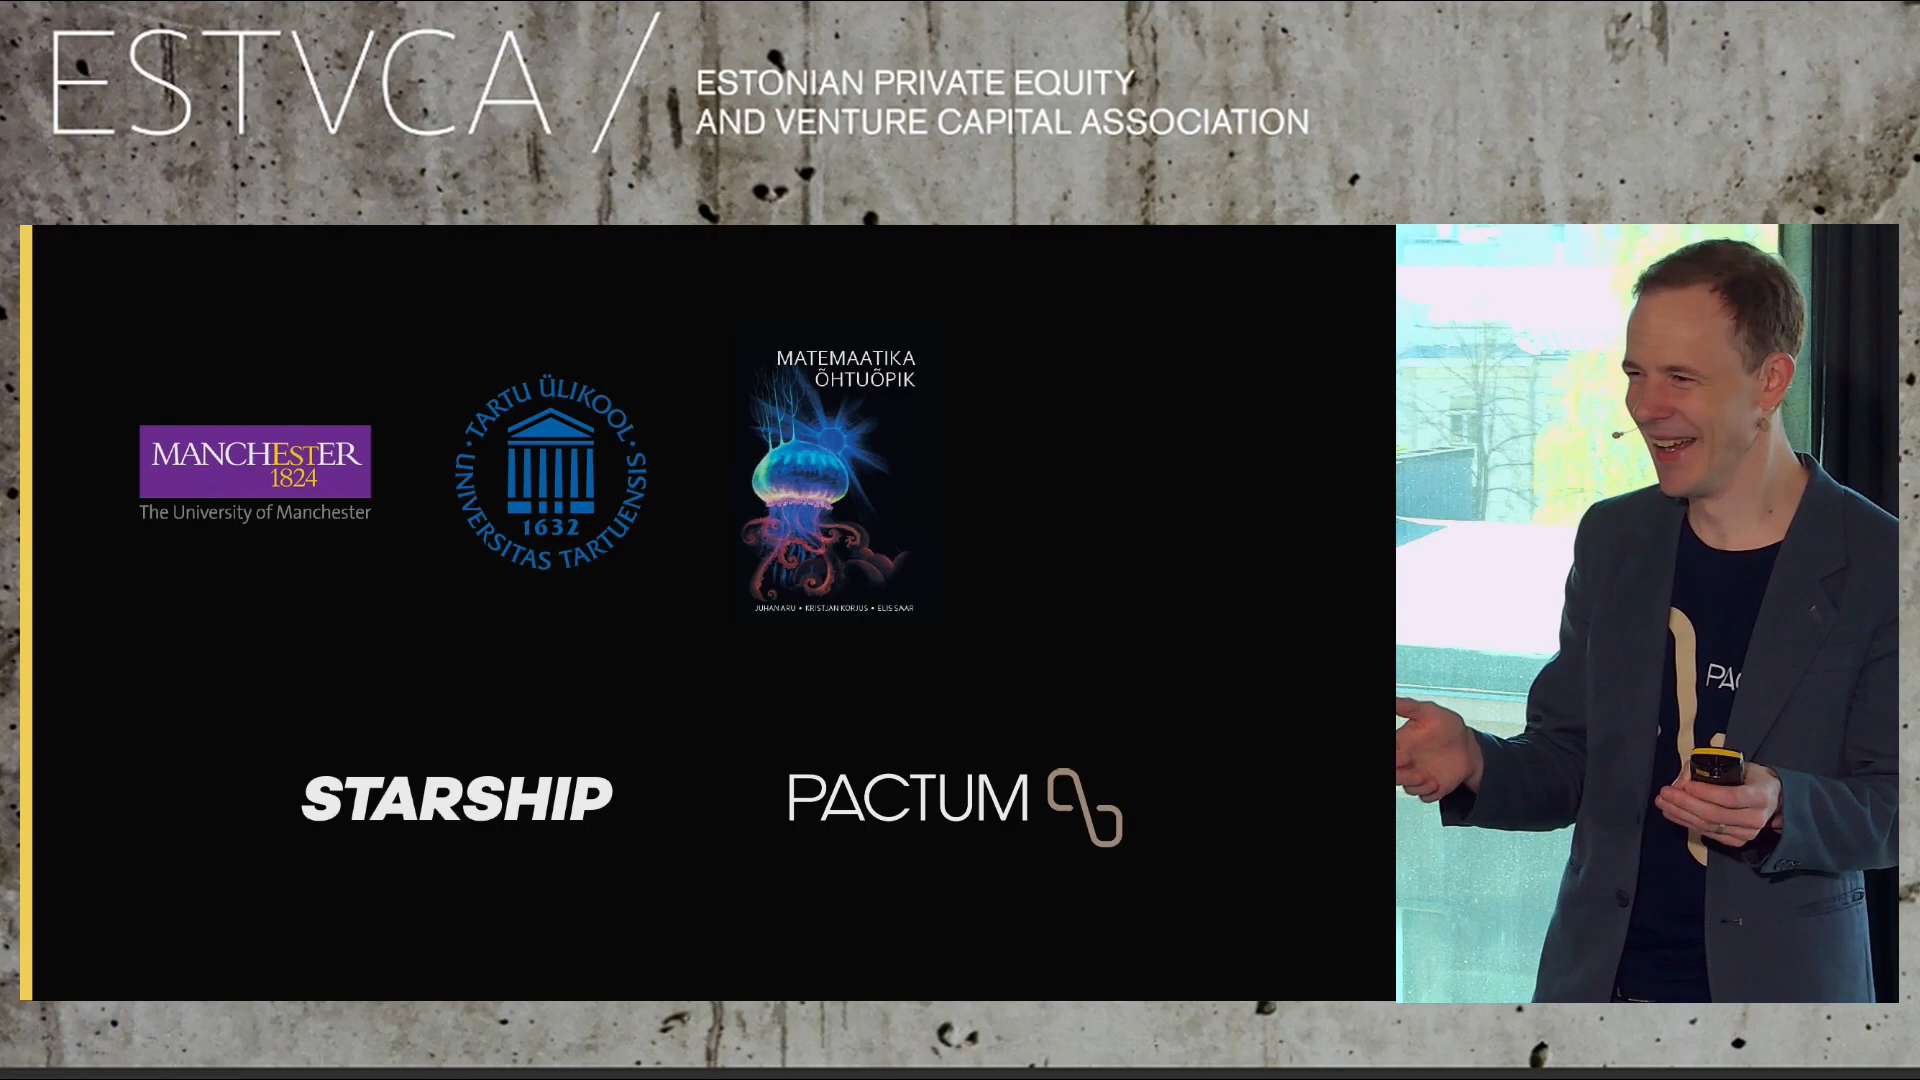 ESTVCA /
ESTONIAN PRIVATE EQUITY
AND VENTURE CAPITAL ASSOCIATION
MANCHESTER
1824
The University of Manchester
TARTU ÜLIKOOL
UNIVERSITAS TARTUENSIS
1632
MATEMAATIKA
ÕHTUÕPIK
JUHAN ARU • KRISTJAN KORJUS • ELIS SAAR
STARSHIP
PACTUM
PAC